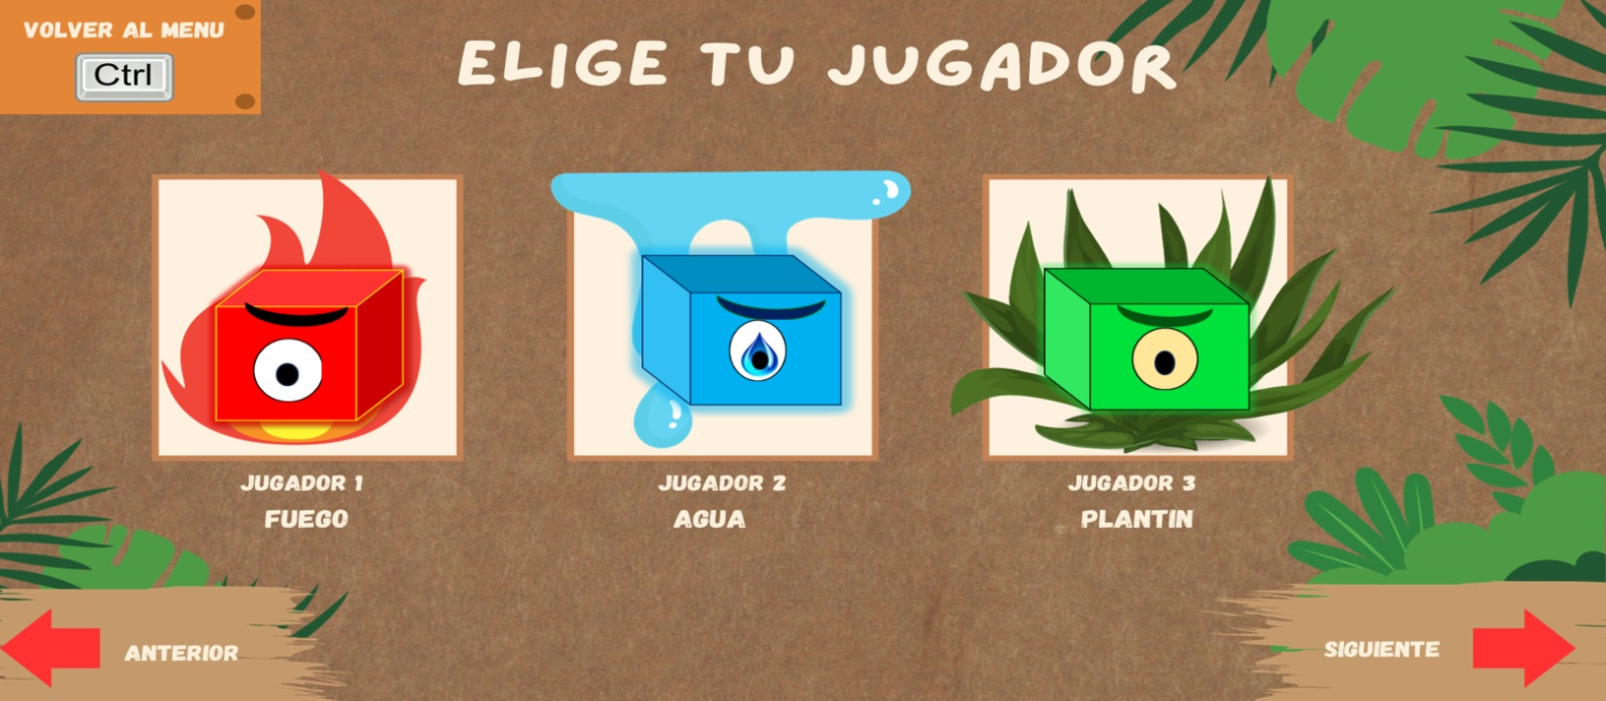 VOLVER AL MENU
Ctrl
ELIGE TU JUGADOR
JUGADOR 1
FUEGO
JUGADOR 2
AGUA
JUGADOR 3
PLANTIN
ANTERIOR
SIGUIENTE